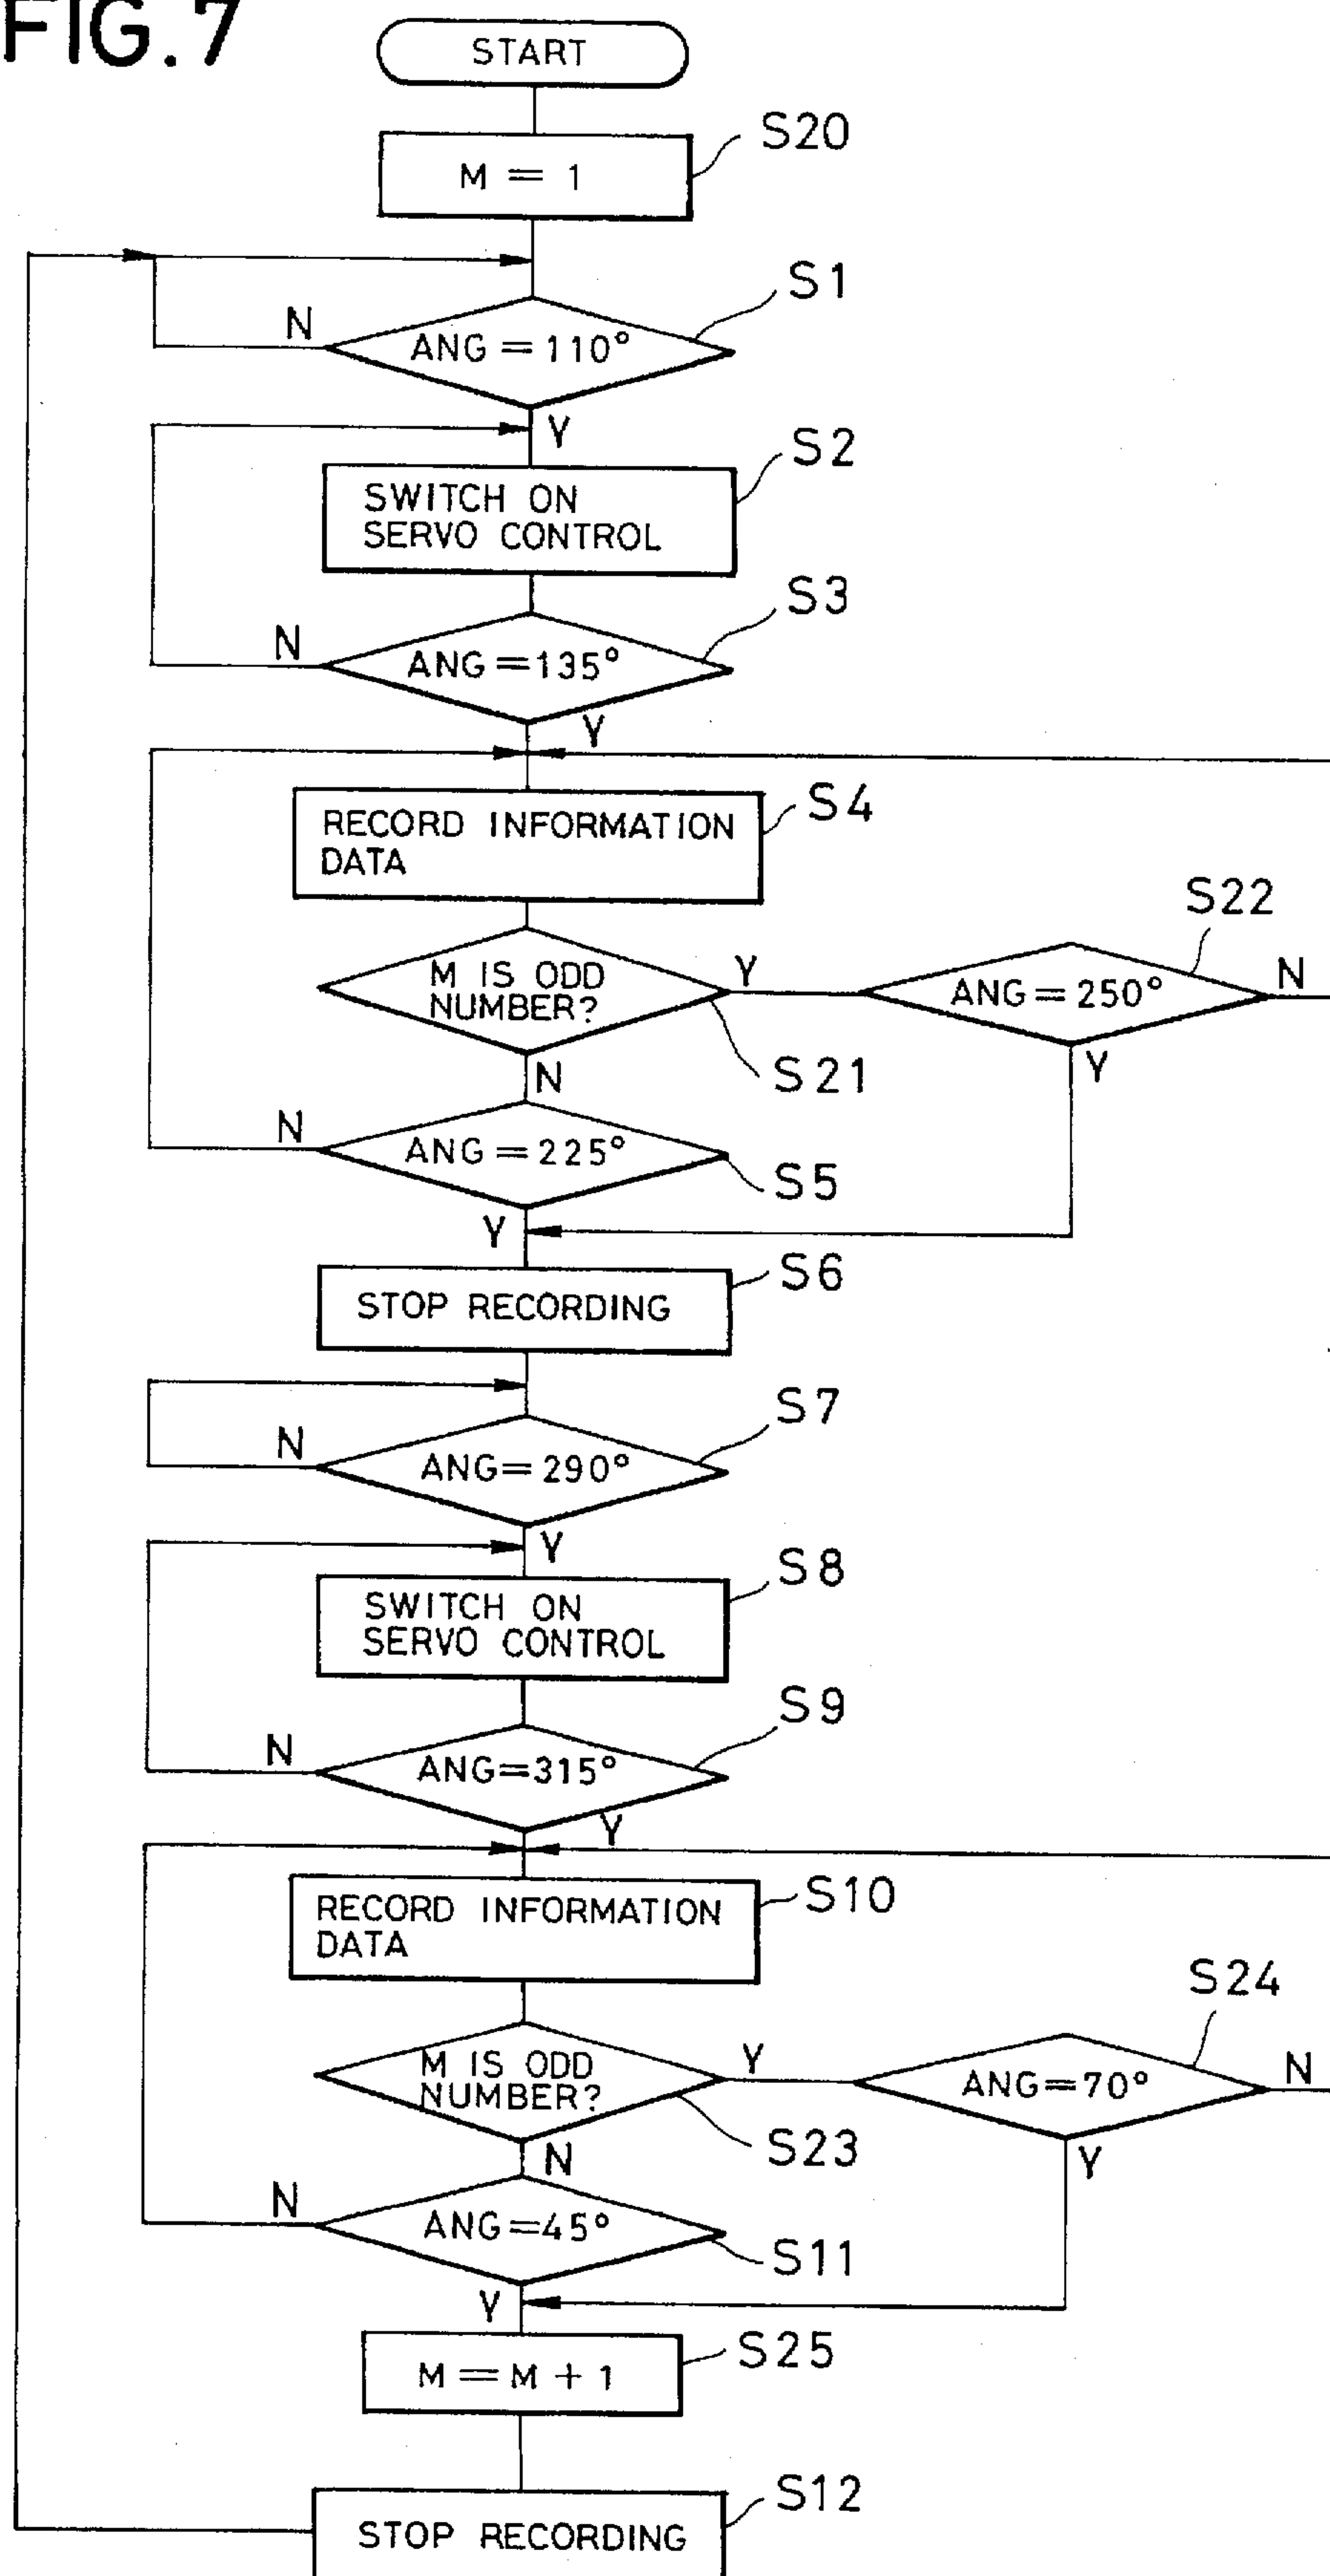 FIG. 7
START
S20
M = 1
S1
N
ANG = 110°
Y
S2
SWITCH ON
SERVO CONTROL
S3
N
ANG = 135°
Y
S4
RECORD INFORMATION
DATA
S22
M IS ODD
NUMBER?
Y
ANG = 250°
N
S21
N
Y
N
ANG = 225°
S5
Y
S6
STOP RECORDING
S7
N
ANG = 290°
Y
S8
SWITCH ON
SERVO CONTROL
S9
N
ANG = 315°
Y
S10
RECORD INFORMATION
DATA
S24
M IS ODD
NUMBER?
Y
ANG = 70°
N
S23
N
Y
N
ANG = 45°
S11
Y
S25
M = M + 1
S12
STOP RECORDING